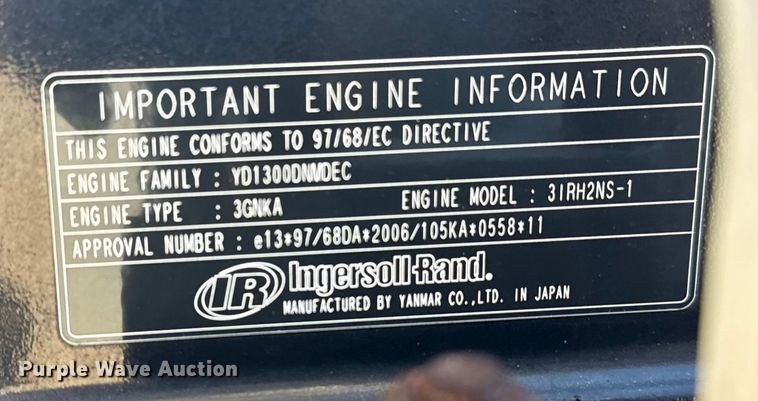 IMPORTANT ENGINE INFORMATION
THIS ENGINE CONFORMS TO 97/68/EC DIRECTIVE
ENGINE FAMILY : YD1300DNWDEC
ENGINE TYPE : 3GNKA ENGINE MODEL : 3IRH2NS-1
APPROVAL NUMBER : e13*97/68DA*2006/105KA*0558*11
IR Ingersoll-Rand.
MANUFACTURED BY YANMAR CO.,LTD. IN JAPAN
Purple Wave Auction